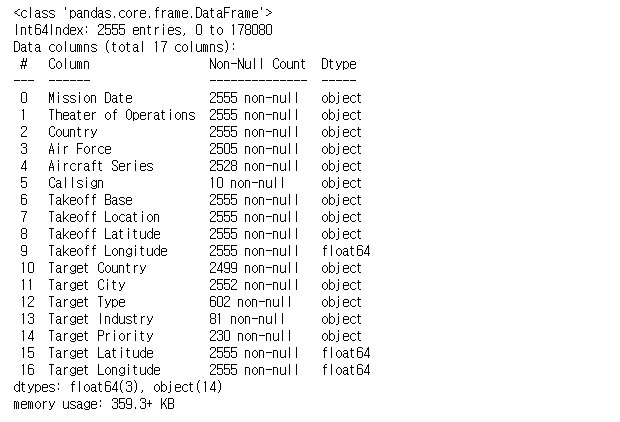 <class 'pandas.core.frame.DataFrame'>
Int64Index: 2555 entries, 0 to 178080
Data columns (total 17 columns):
 #   Column                 Non-Null Count  Dtype
---  ------                 --------------  -----
 0   Mission Date           2555 non-null   object
 1   Theater of Operations  2555 non-null   object
 2   Country                2555 non-null   object
 3   Air Force              2505 non-null   object
 4   Aircraft Series        2528 non-null   object
 5   Callsign               10 non-null     object
 6   Takeoff Base           2555 non-null   object
 7   Takeoff Location       2555 non-null   object
 8   Takeoff Latitude       2555 non-null   object
 9   Takeoff Longitude      2555 non-null   float64
 10  Target Country         2499 non-null   object
 11  Target City            2552 non-null   object
 12  Target Type            602 non-null    object
 13  Target Industry        81 non-null     object
 14  Target Priority        230 non-null    object
 15  Target Latitude        2555 non-null   float64
 16  Target Longitude       2555 non-null   float64
dtypes: float64(3), object(14)
memory usage: 359.3+ KB